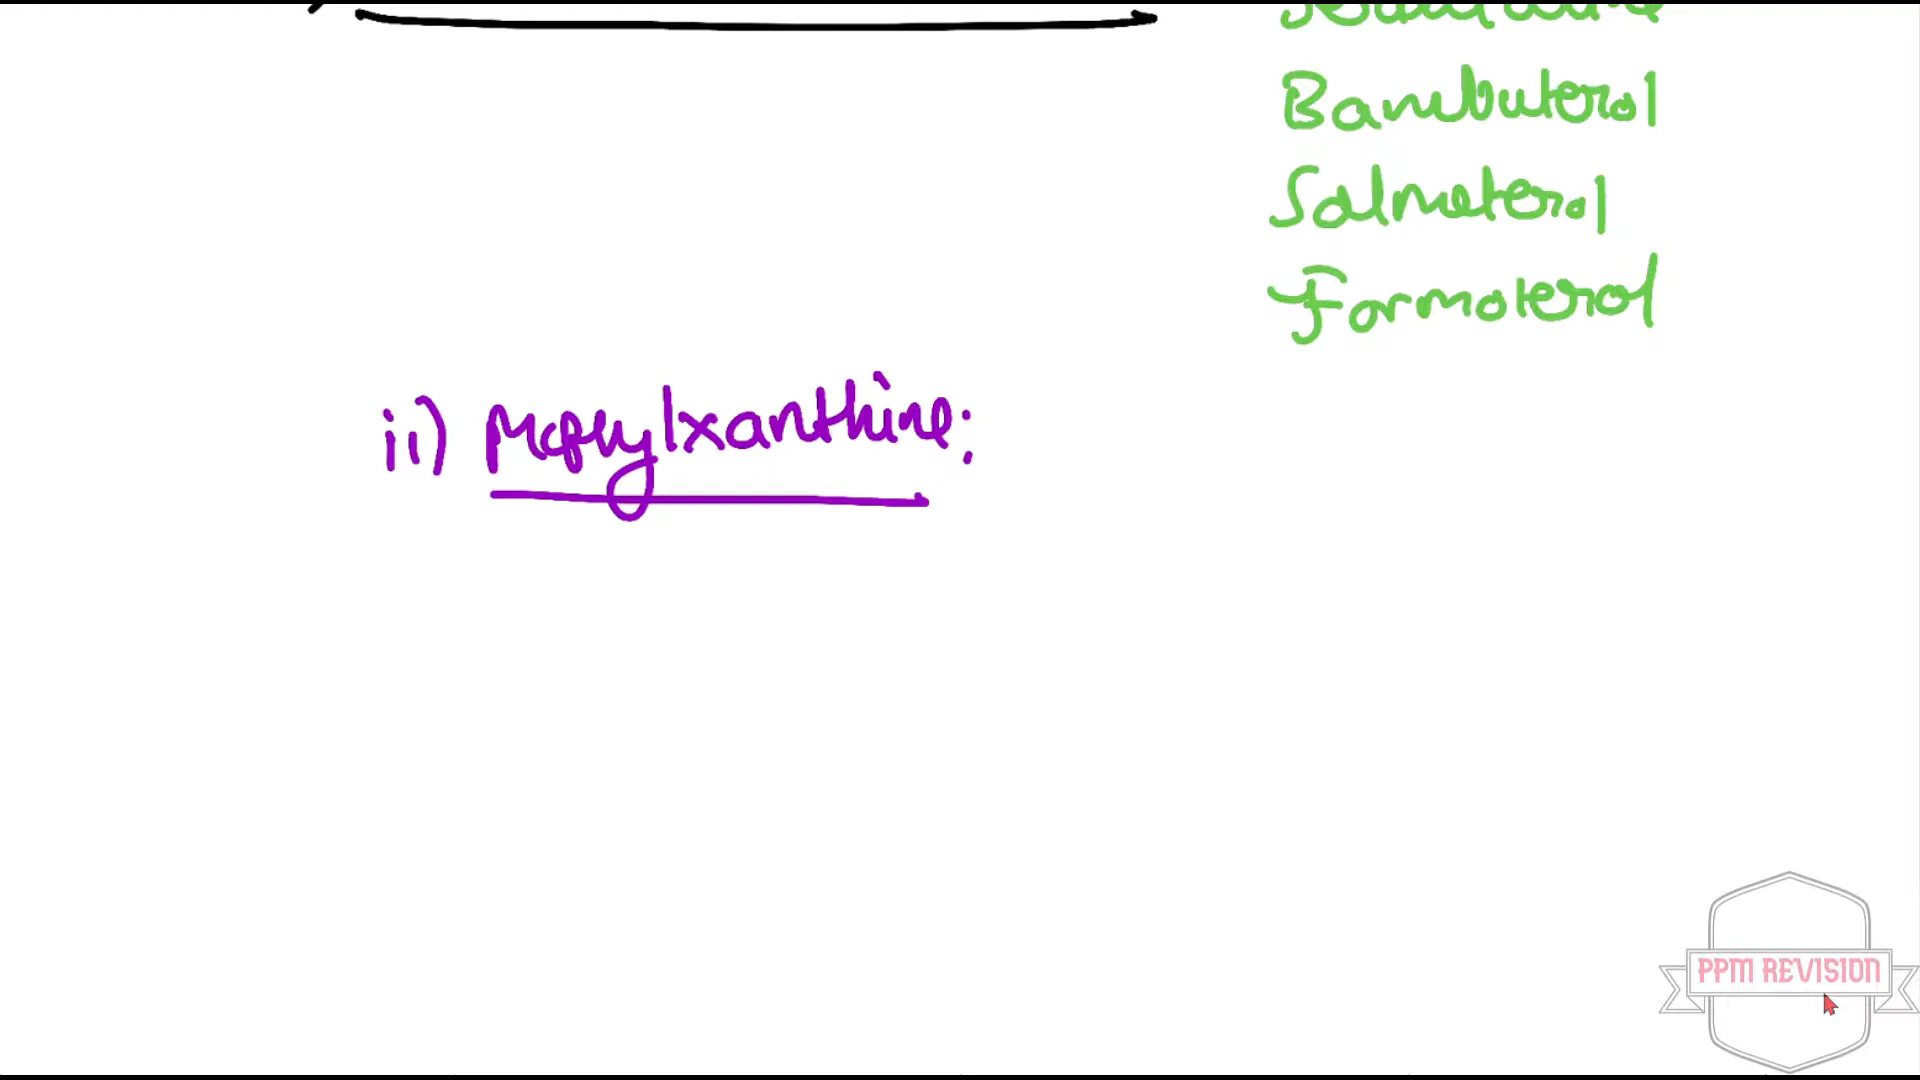 Bambuterol
Salmeterol
Formoterol
ii) Methylxanthine:
PPM REVISION